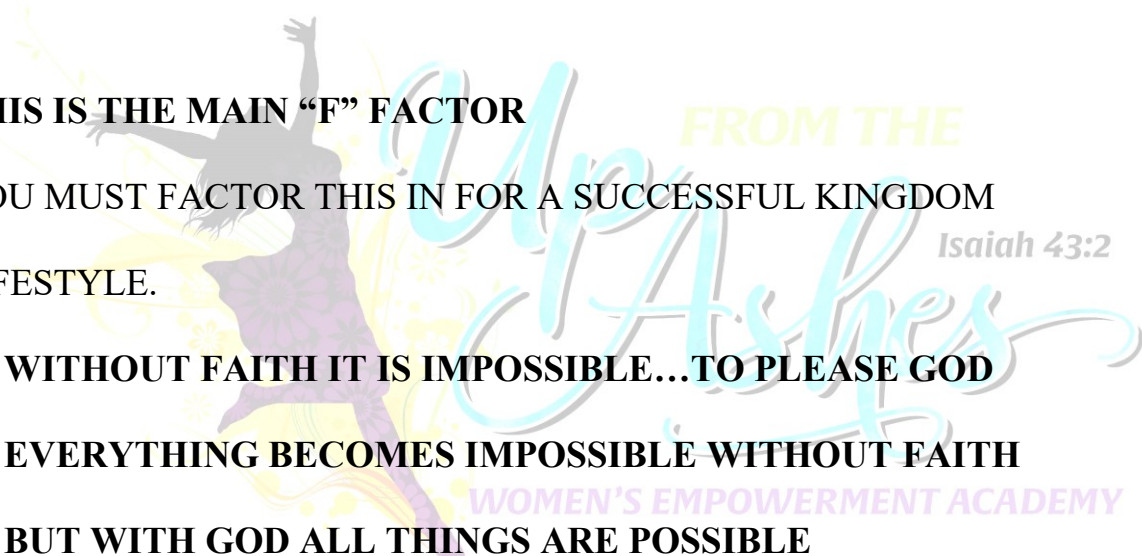 HIS IS THE MAIN “F” FACTOR
FROM THE
Up
OU MUST FACTOR THIS IN FOR A SUCCESSFUL KINGDOM
Isaiah 43:2
FESTYLE.
Ashes
WITHOUT FAITH IT IS IMPOSSIBLE…TO PLEASE GOD
EVERYTHING BECOMES IMPOSSIBLE WITHOUT FAITH
WOMEN'S EMPOWERMENT ACADEMY
BUT WITH GOD ALL THINGS ARE POSSIBLE